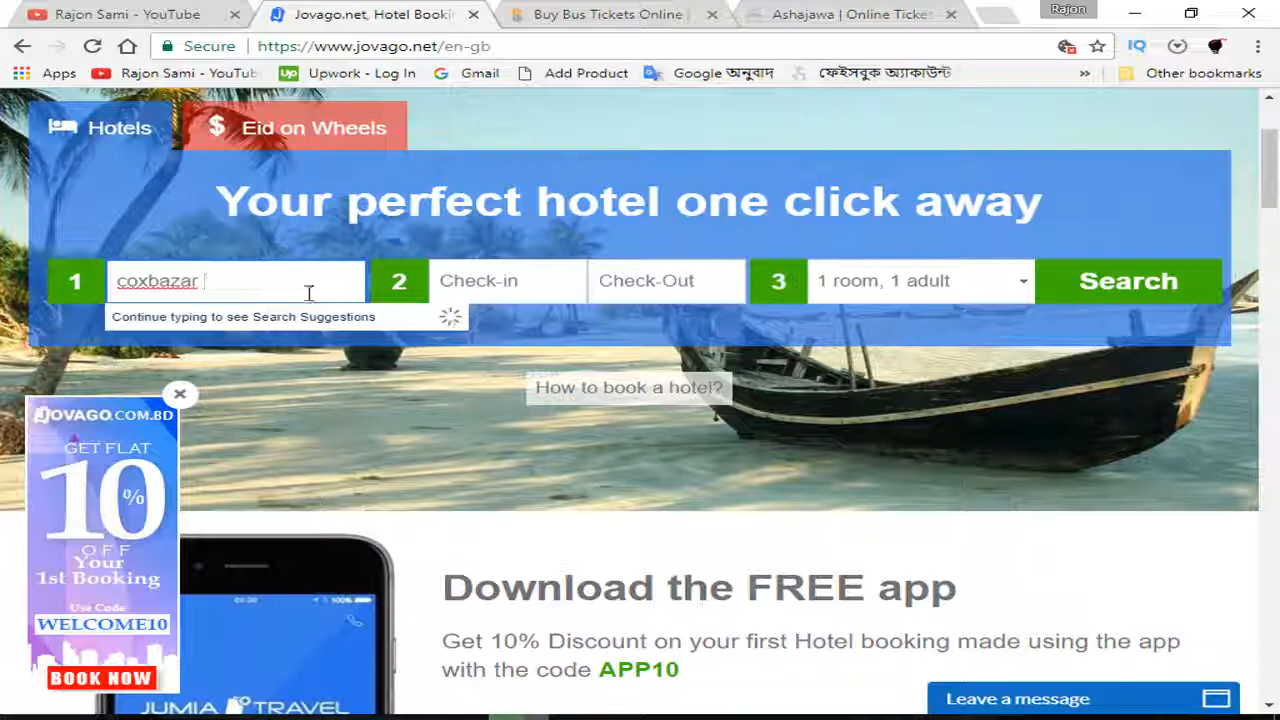 Rajon Sami - YouTube
Jovago.net, Hotel Bookin
Buy Bus Tickets Online
Ashajawa | Online Ticke
Rajon
Secure
https://www.jovago.net/en-gb
Apps
Rajon Sami - YouTub
Upwork - Log In
Gmail
Add Product
Google অনুবাদ
ফেইসবুক অ্যাকাউন্ট
»
Other bookmarks
Hotels
$ Eid on Wheels
Your perfect hotel one click away
1 coxbazar
2 Check-in Check-Out
3 1 room, 1 adult
Search
Continue typing to see Search Suggestions
How to book a hotel?
JOVAGO.COM.BD
GET FLAT
10%
OFF
Your
1st Booking
Use Code
WELCOME10
BOOK NOW
Download the FREE app
Get 10% Discount on your first Hotel booking made using the app
with the code APP10
100%
JUMIA TRAVEL
Leave a message